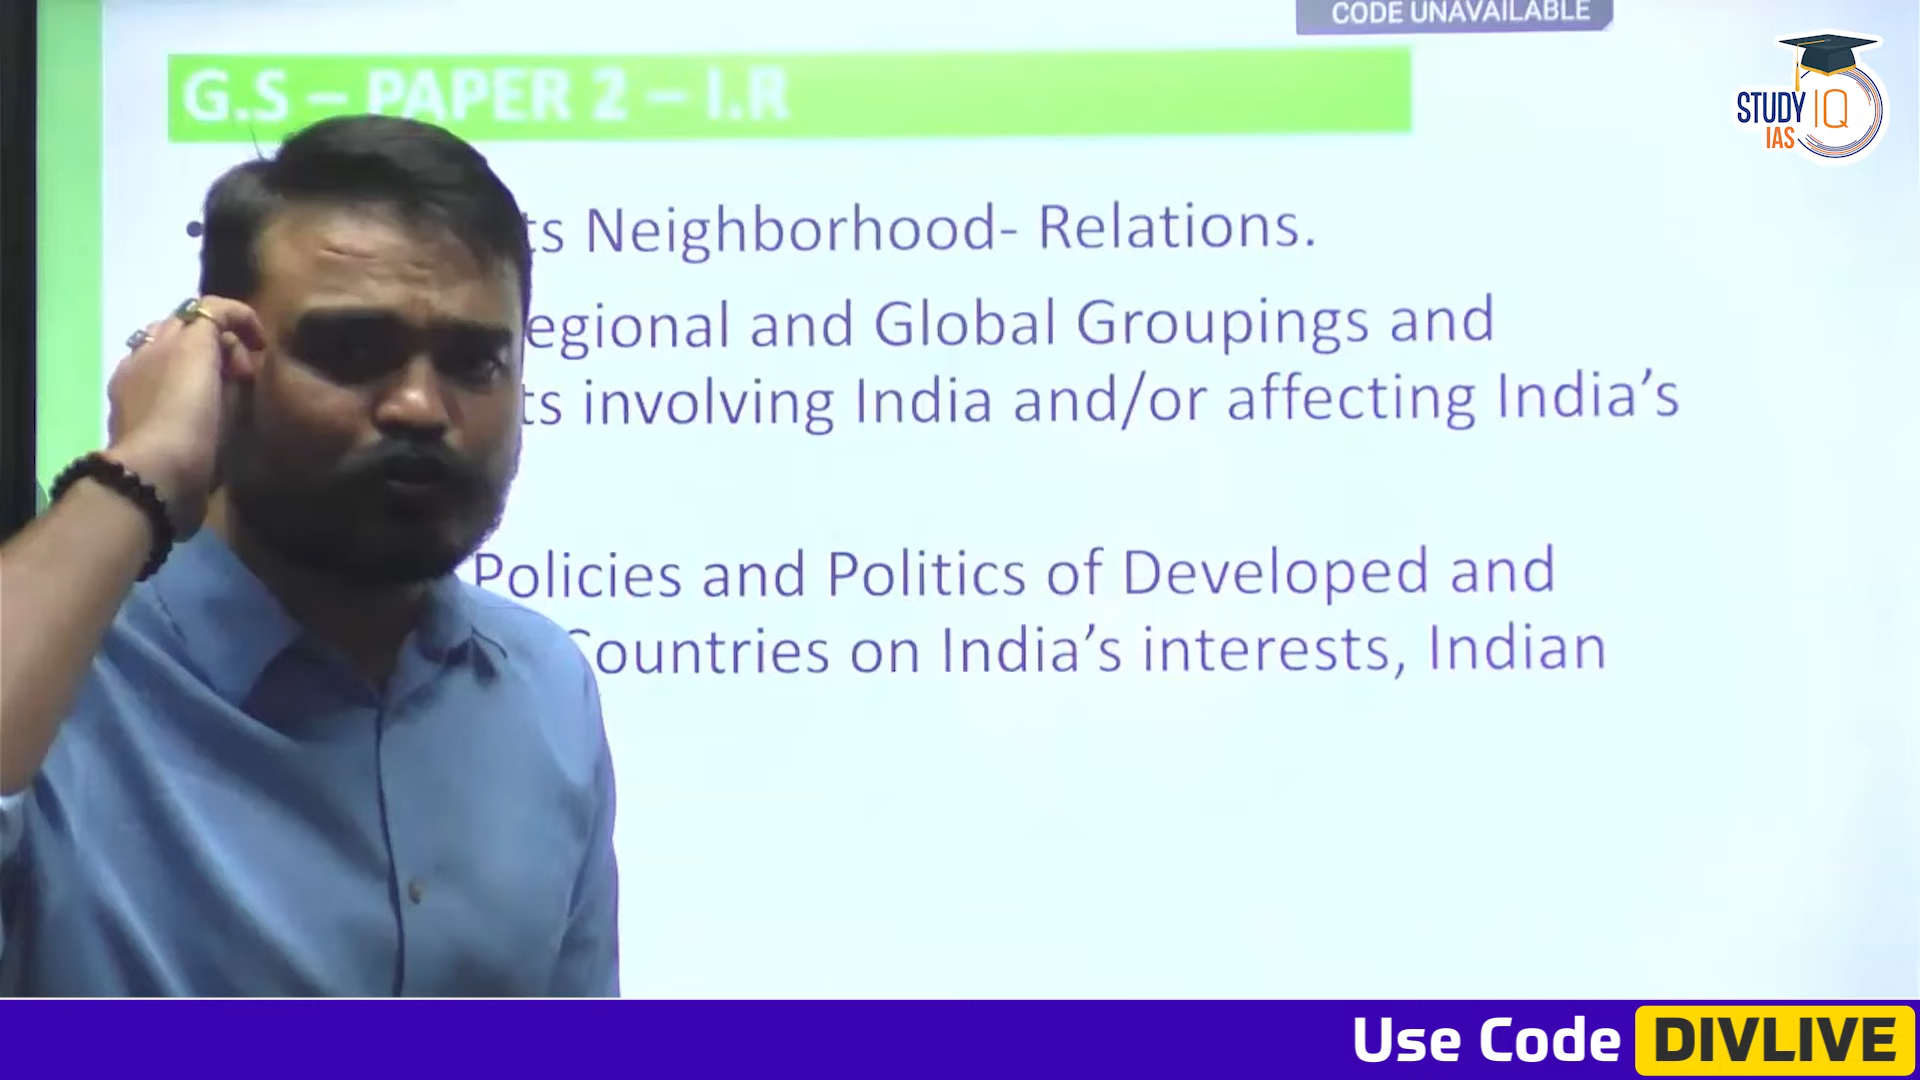 CODE UNAVAILABLE
G.S – PAPER 2 – I.R
STUDY IQ
IAS
• ts Neighborhood- Relations.
egional and Global Groupings and
ts involving India and/or affecting India’s
Policies and Politics of Developed and
Countries on India’s interests, Indian
Use Code DIVLIVE